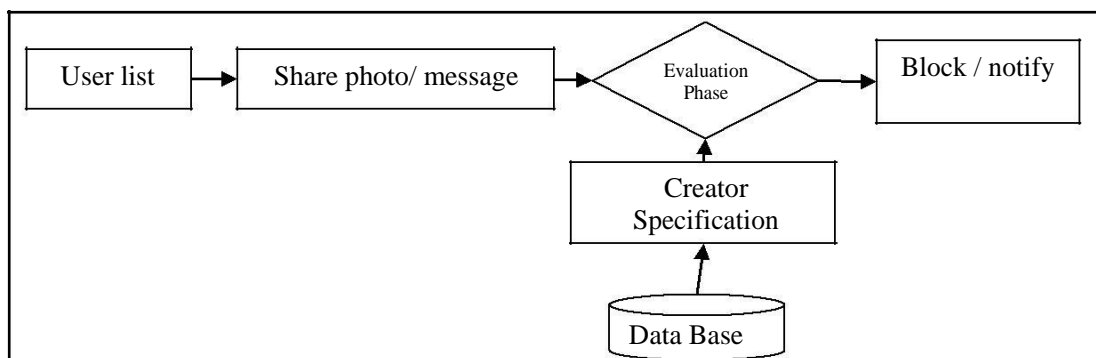 User list
Share photo/ message
Evaluation
Phase
Block / notify
Creator
Specification
Data Base